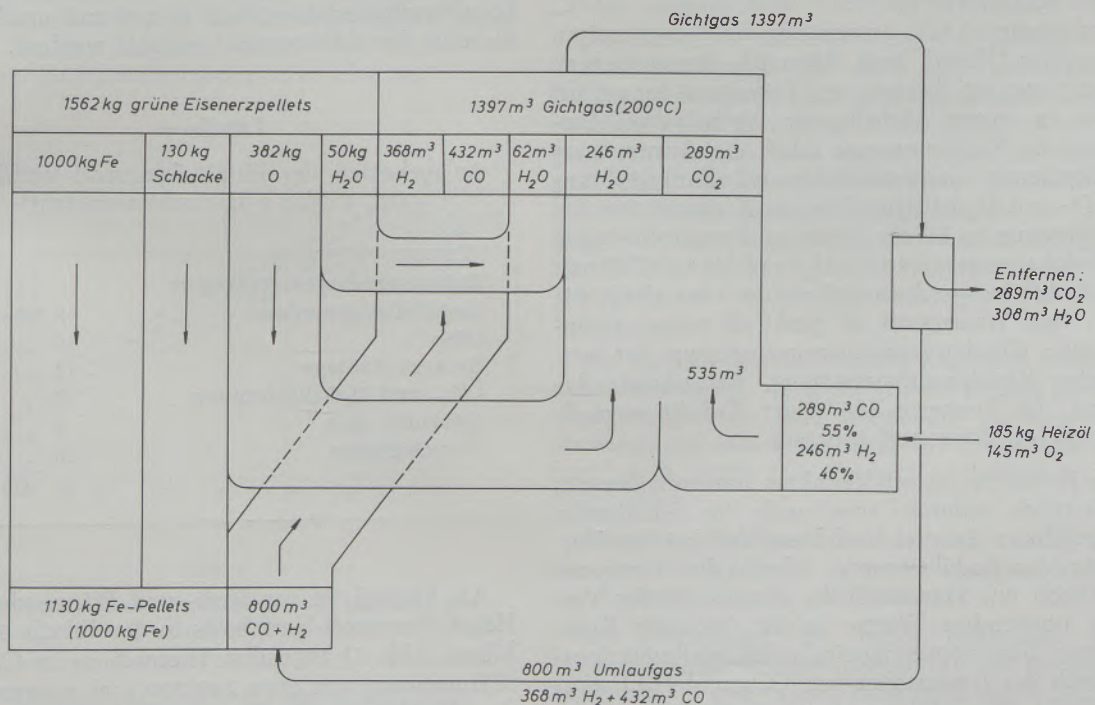 Gichtgas 1397 m³
1562 kg grüne Eisenerzpellets
1397 m³ Gichtgas (200°C)
1000 kg Fe
130 kg
Schlacke
382 kg
O
50 kg
H₂O
368 m³
H₂
432 m³
CO
62 m³
H₂O
246 m³
H₂O
289 m³
CO₂
Entfernen:
289 m³ CO₂
308 m³ H₂O
535 m³
289 m³ CO
55%
246 m³ H₂
46%
185 kg Heizöl
145 m³ O₂
1130 kg Fe-Pellets
(1000 kg Fe)
800 m³
CO + H₂
800 m³ Umlaufgas
368 m³ H₂ + 432 m³ CO